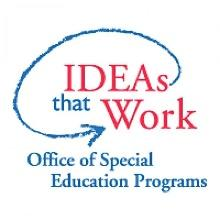 IDEAs
that Work
Office of Special
Education Programs